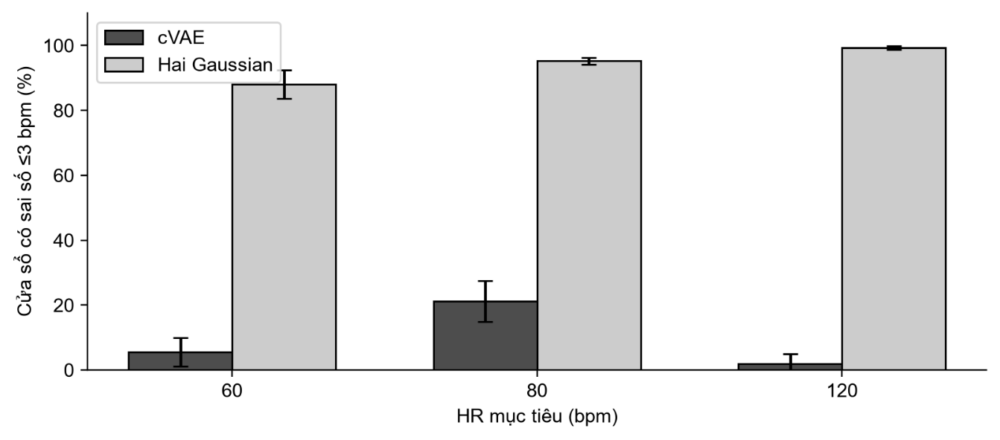 cVAE
Hai Gaussian
Cửa sổ có sai số ≤3 bpm (%)
100
80
60
40
20
0
60
80
120
HR mục tiêu (bpm)